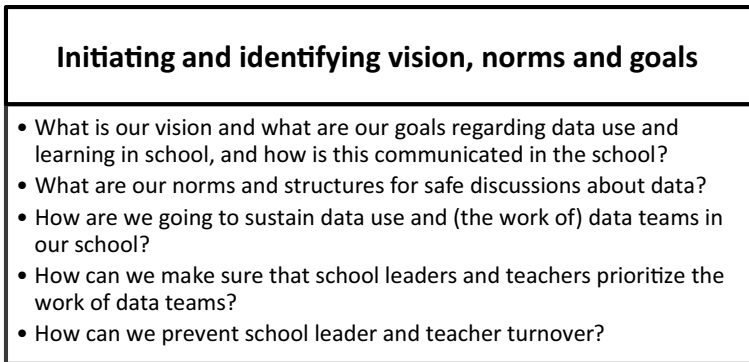 Initiating and identifying vision, norms and goals
• What is our vision and what are our goals regarding data use and
learning in school, and how is this communicated in the school?
• What are our norms and structures for safe discussions about data?
• How are we going to sustain data use and (the work of) data teams in
our school?
• How can we make sure that school leaders and teachers prioritize the
work of data teams?
• How can we prevent school leader and teacher turnover?